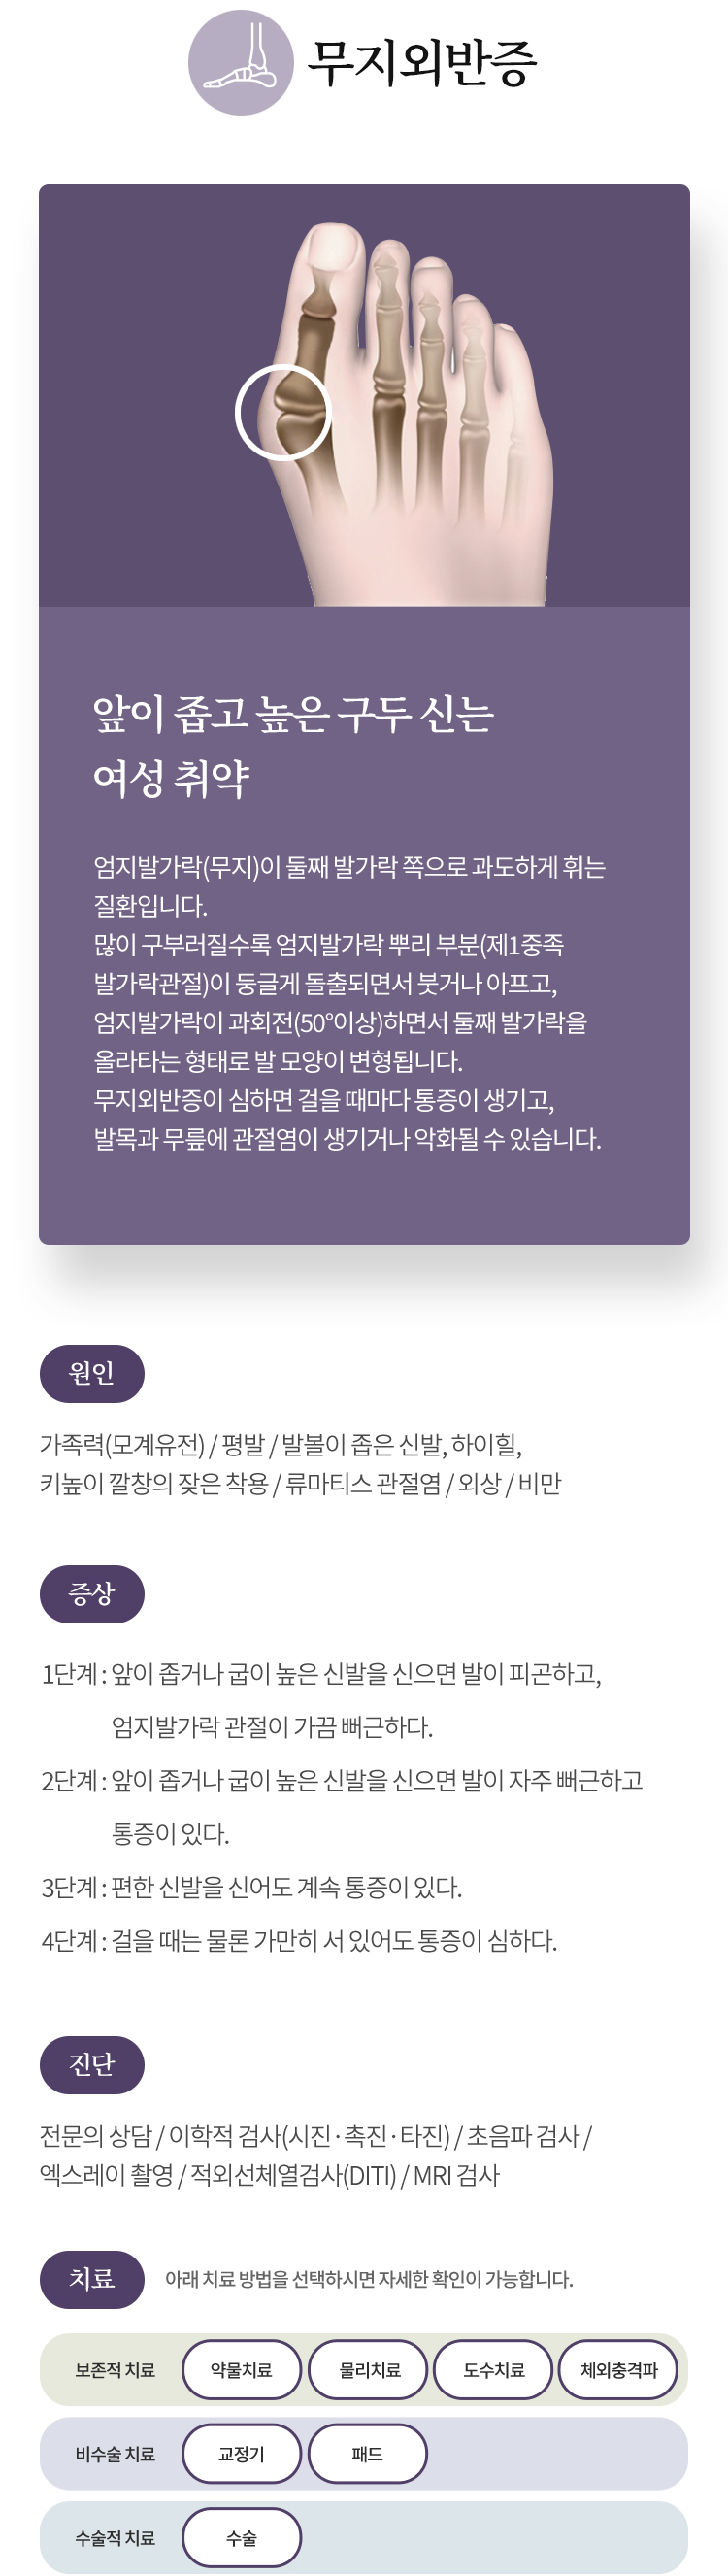 무지외반증
앞이 좁고 높은 구두 신는
여성 취약
엄지발가락(무지)이 둘째 발가락 쪽으로 과도하게 휘는
질환입니다.
많이 구부러질수록 엄지발가락 뿌리 부분(제1중족
발가락관절)이 둥글게 돌출되면서 붓거나 아프고,
엄지발가락이 과회전(50°이상)하면서 둘째 발가락을
올라타는 형태로 발 모양이 변형됩니다.
무지외반증이 심하면 걸을 때마다 통증이 생기고,
발목과 무릎에 관절염이 생기거나 악화될 수 있습니다.
원인
가족력(모계유전) / 평발 / 발볼이 좁은 신발, 하이힐,
키높이 깔창의 잦은 착용 / 류마티스 관절염 / 외상 / 비만
증상
1단계 : 앞이 좁거나 굽이 높은 신발을 신으면 발이 피곤하고,
엄지발가락 관절이 가끔 뻐근하다.
2단계 : 앞이 좁거나 굽이 높은 신발을 신으면 발이 자주 뻐근하고
통증이 있다.
3단계 : 편한 신발을 신어도 계속 통증이 있다.
4단계 : 걸을 때는 물론 가만히 서 있어도 통증이 심하다.
진단
전문의 상담 / 이학적 검사(시진·촉진·타진) / 초음파 검사 /
엑스레이 촬영 / 적외선체열검사(DITI) / MRI 검사
치료 아래 치료 방법을 선택하시면 자세한 확인이 가능합니다.
보존적 치료 약물치료 물리치료 도수치료 체외충격파
비수술 치료 교정기 패드
수술적 치료 수술